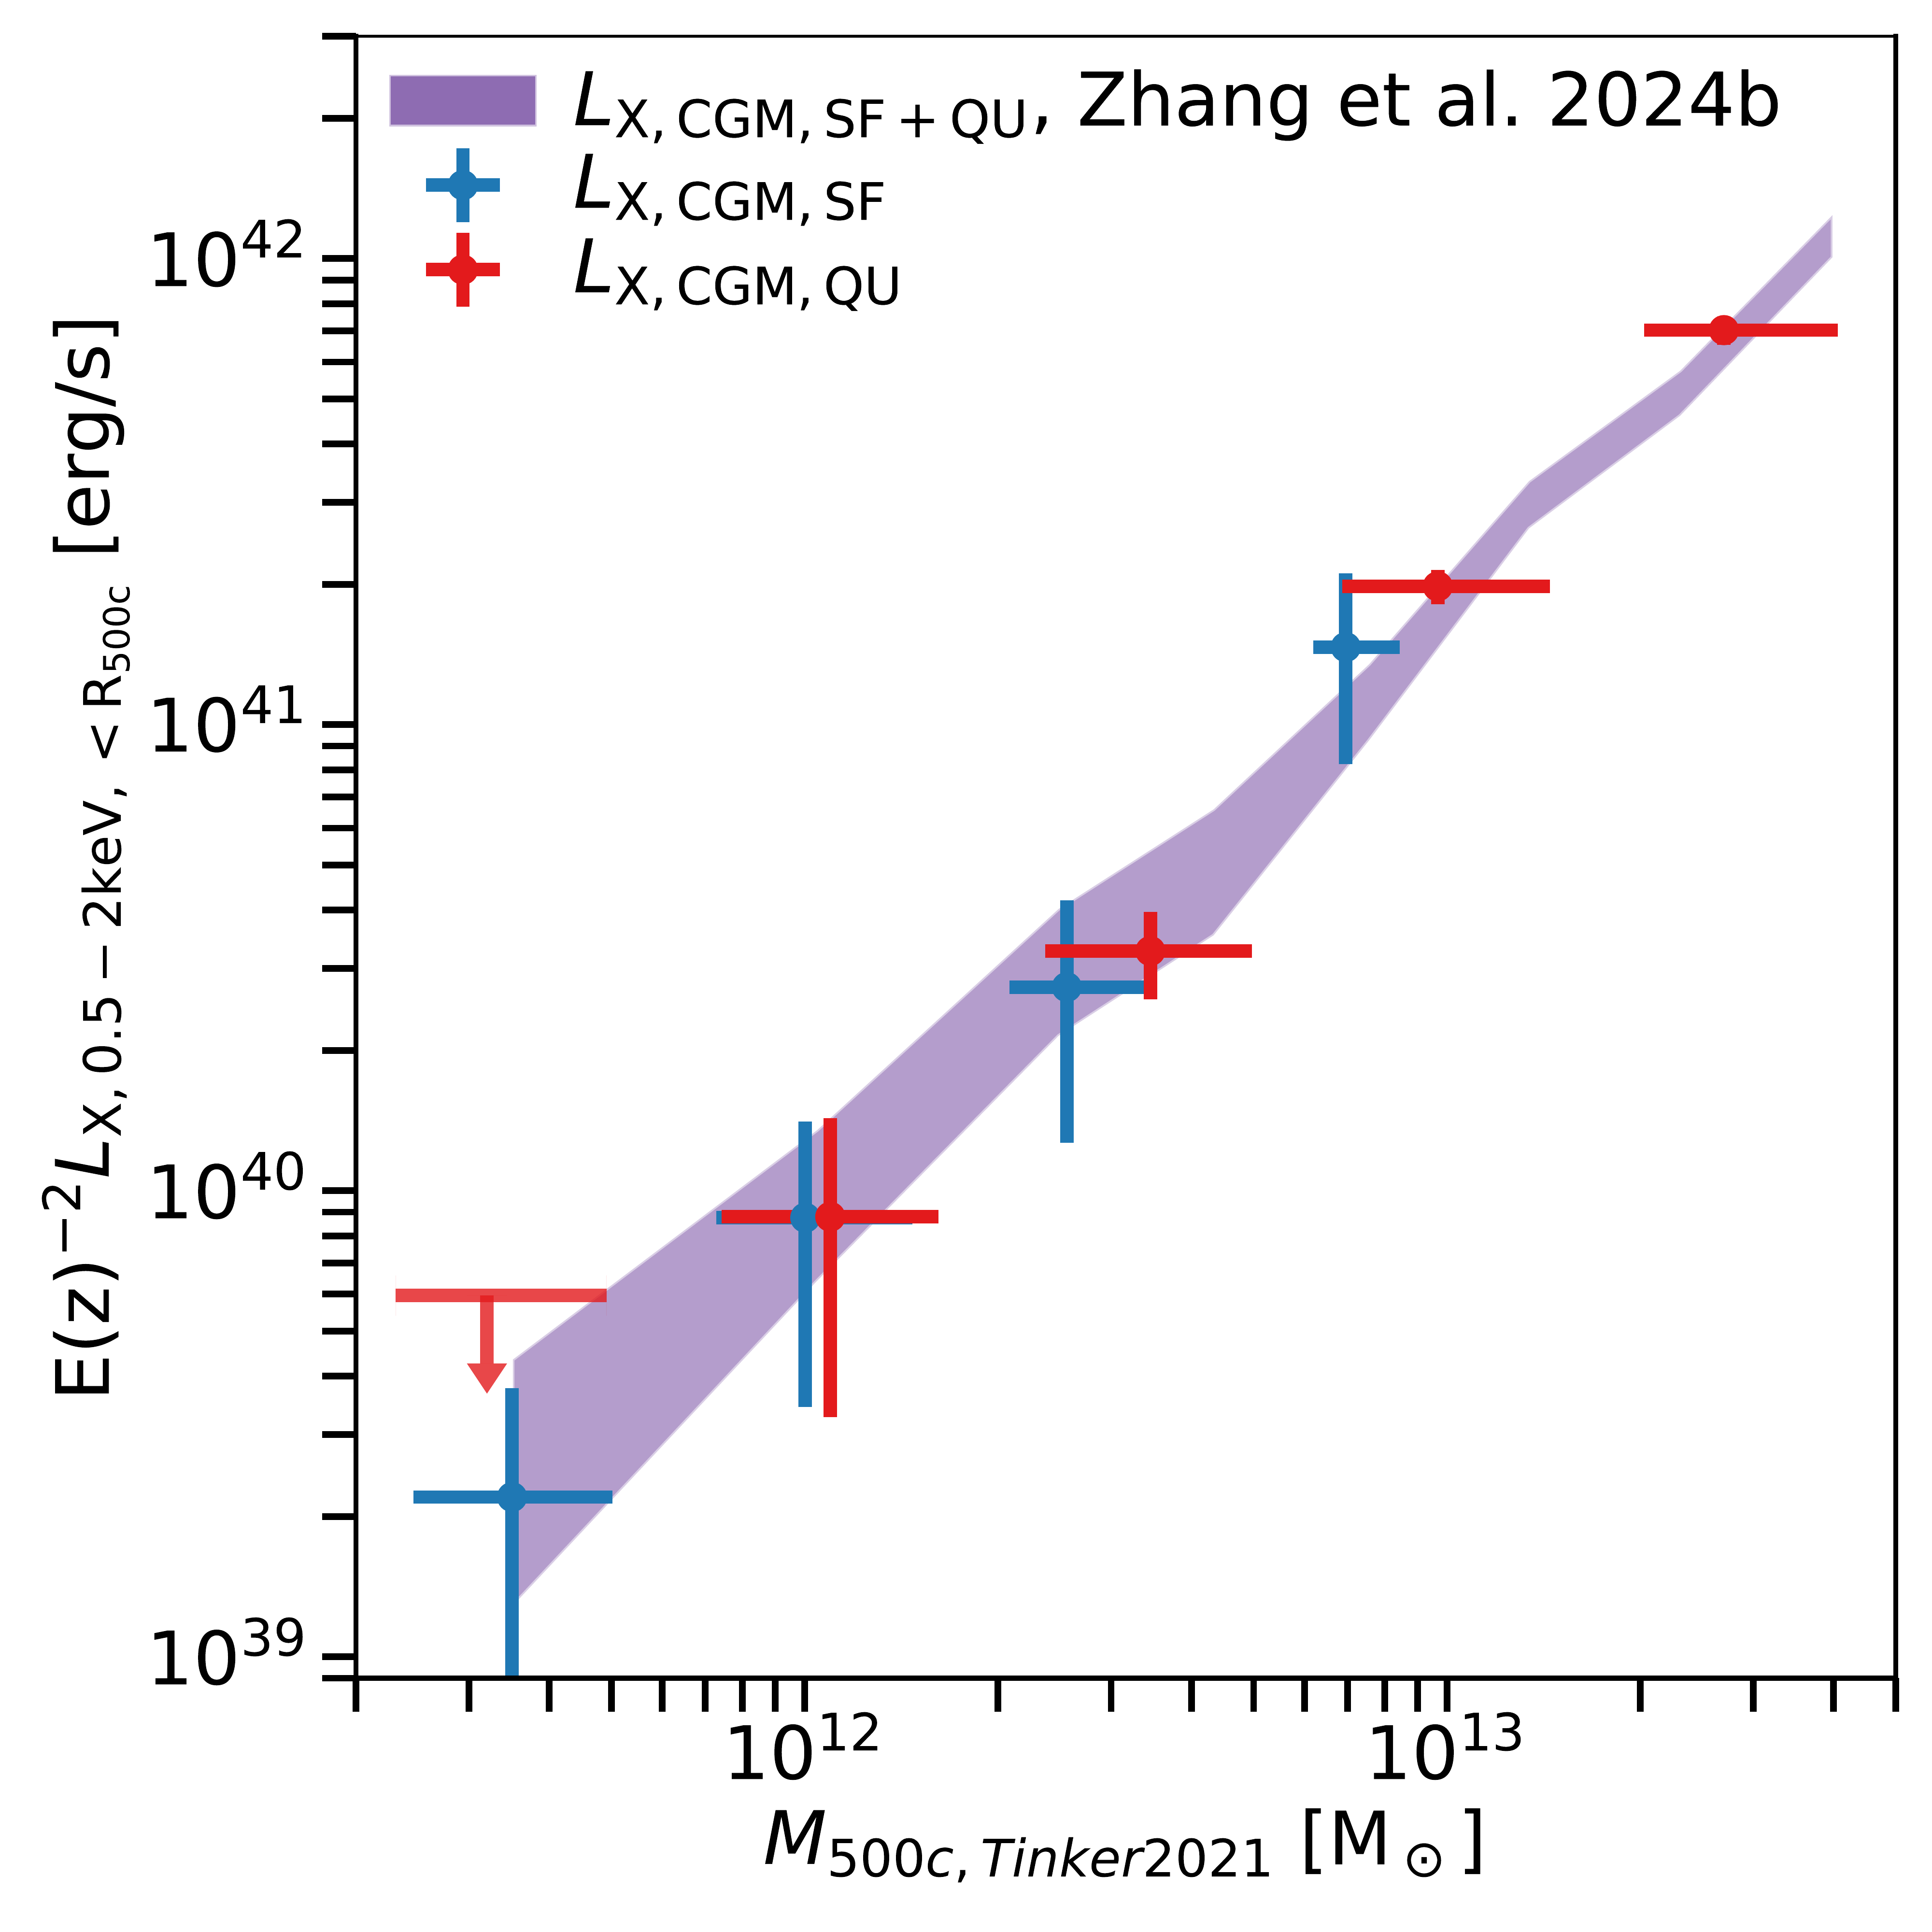 L_X, CGM, SF + QU, Zhang et al. 2024b
L_X, CGM, SF
L_X, CGM, QU
E(z)^−2 L_X, 0.5 − 2keV, < R_500c [erg/s]
10^42
10^41
10^40
10^39
10^12
10^13
M_500c, Tinker2021 [M_⊙]